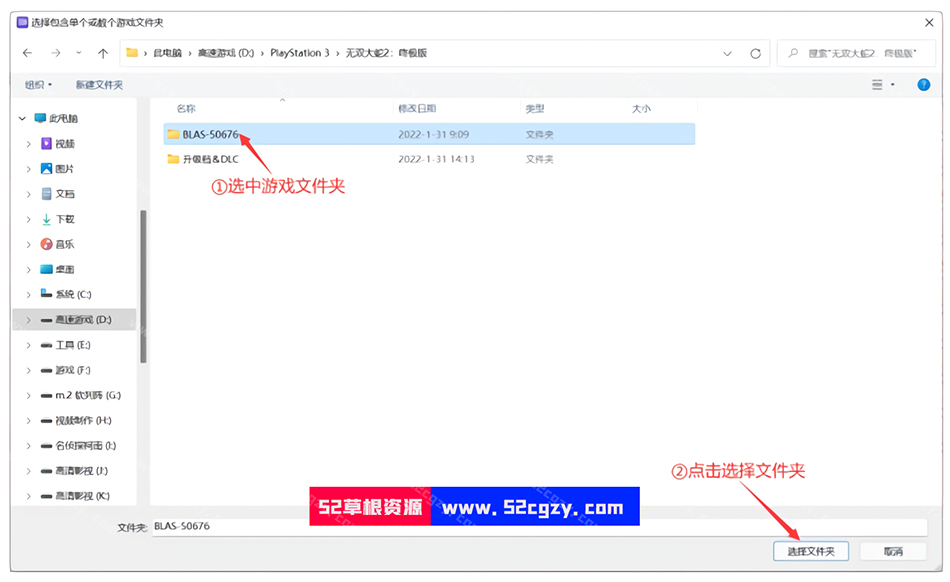 选择包含单个或数个游戏文件夹
此电脑 › 高速游戏 (D:) › PlayStation 3 › 无双大蛇2：终极版
搜索"无双大蛇2：终极版"
组织 新建文件夹
名称 修改日期 类型 大小
BLAS-50676 2022-1-31 9:09 文件夹
升级档&DLC 2022-1-31 14:13 文件夹
①选中游戏文件夹
此电脑
视频
图片
文档
下载
音乐
桌面
系统 (C:)
高速游戏 (D:)
工具 (E:)
游戏 (F:)
m.2 软列阵 (G:)
视频制作 (H:)
名侦探柯南 (I:)
高清影视 (J:)
高清影视 (K:)
②点击选择文件夹
52草根资源 www.52cgzy.com
文件夹: BLAS-50676
选择文件夹 取消